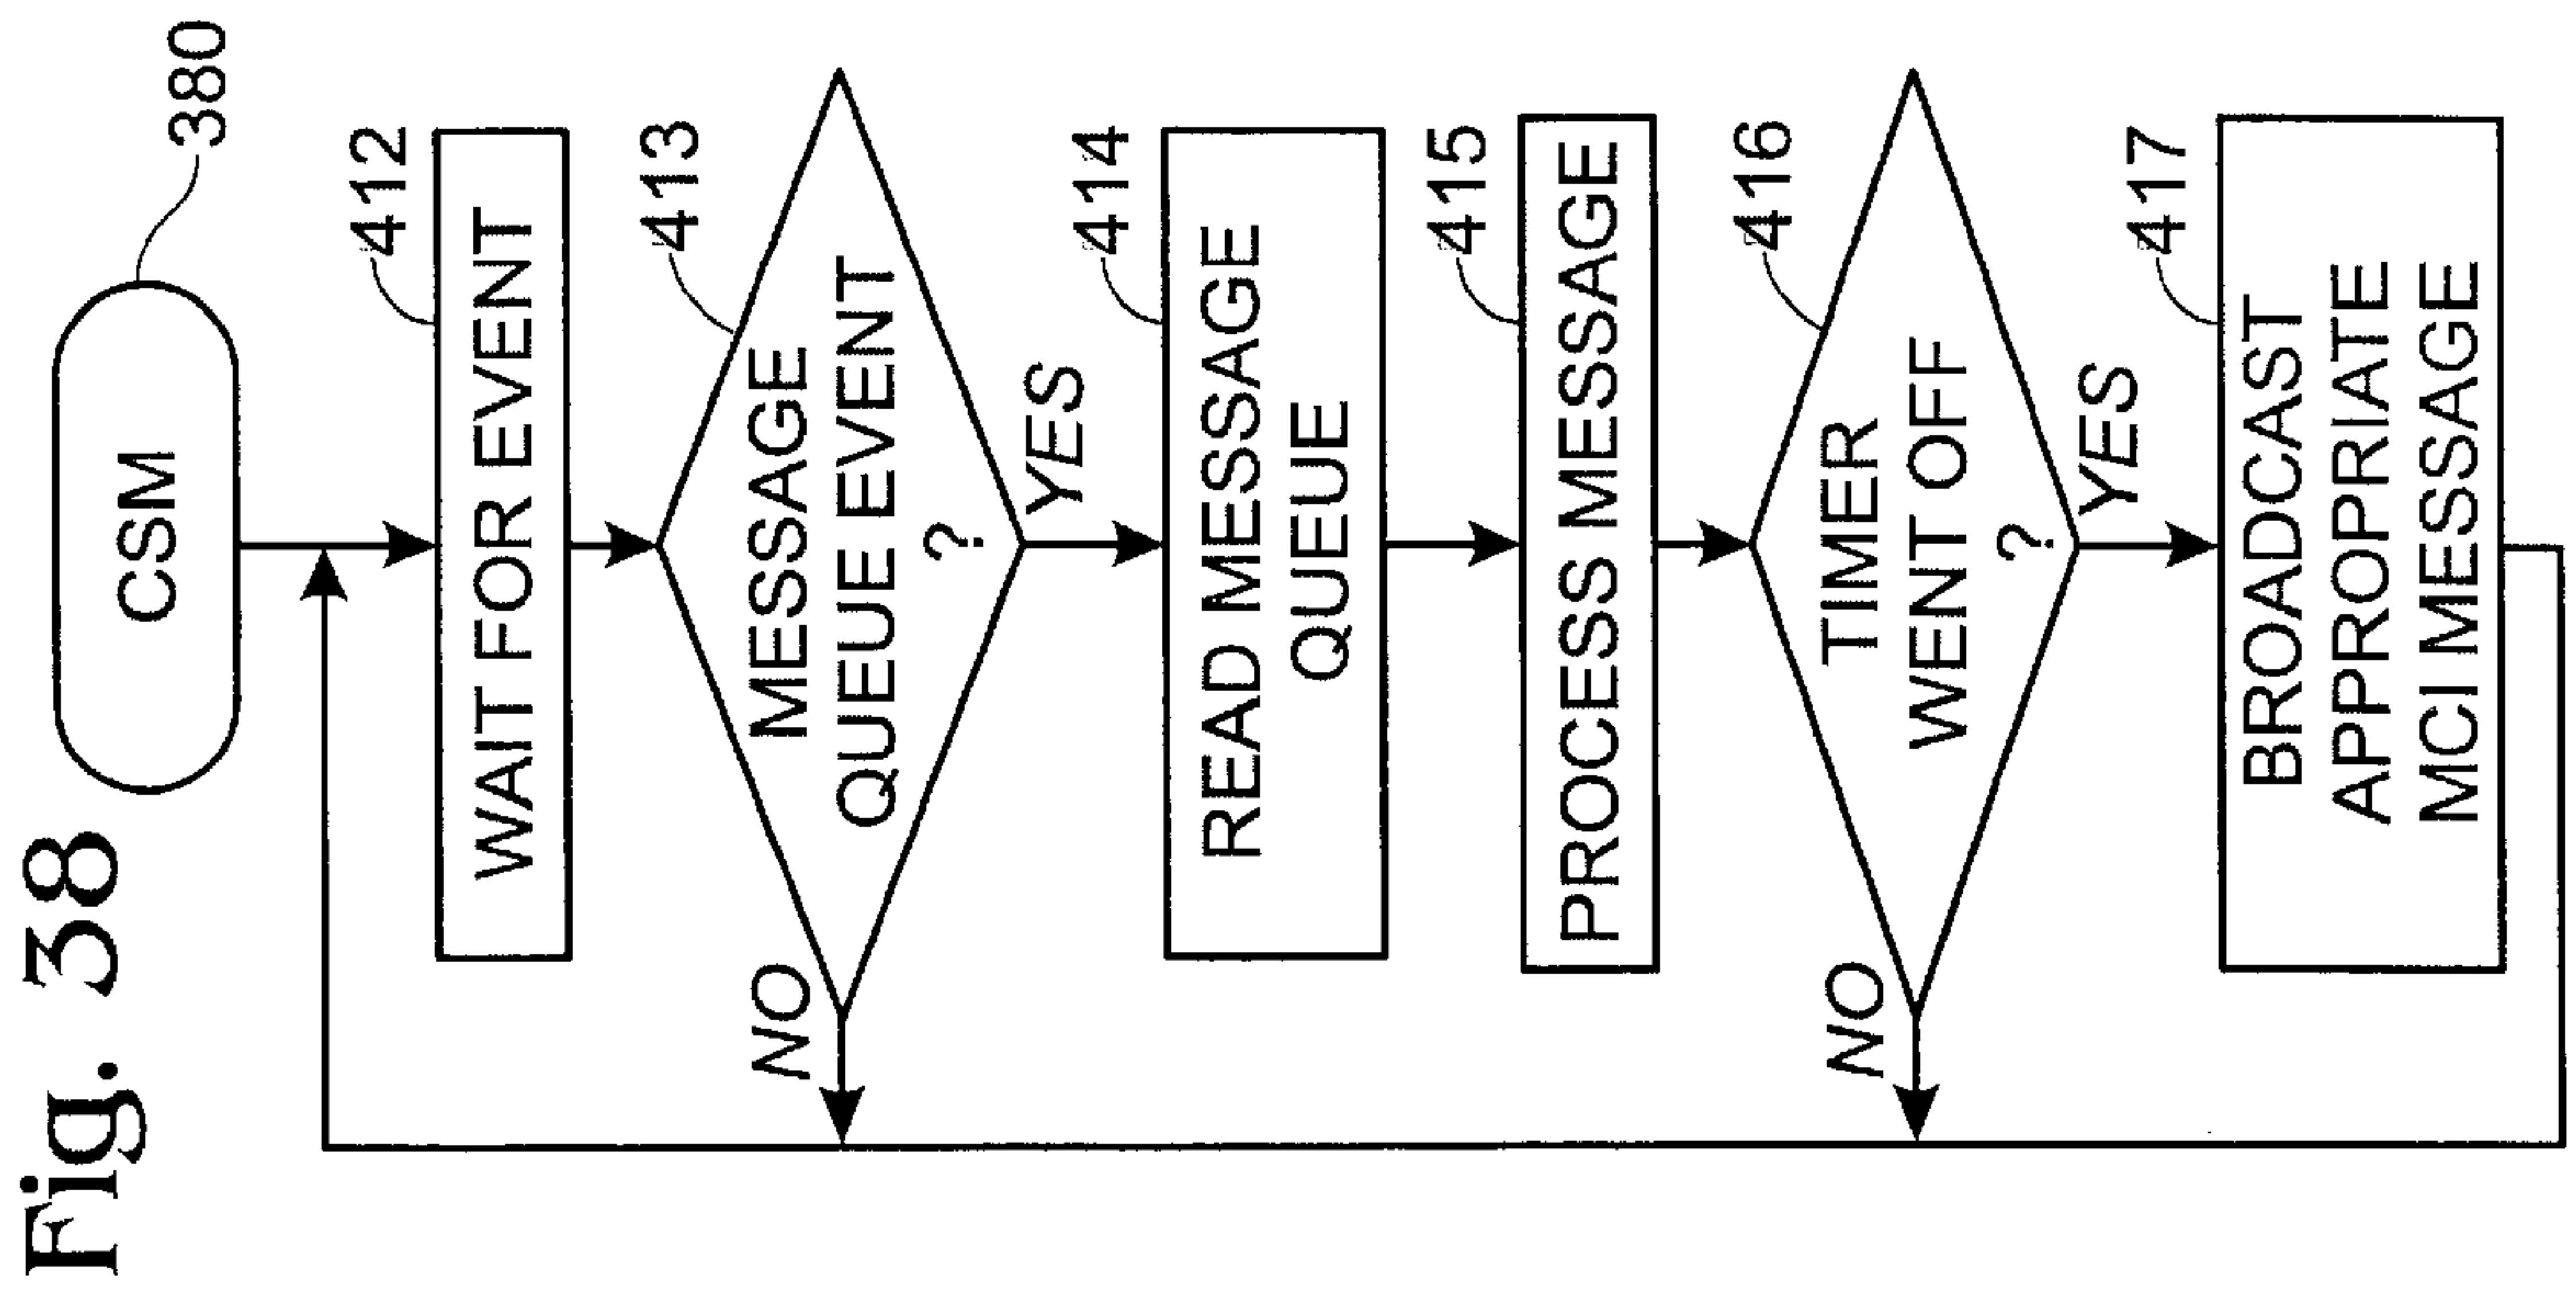 Fig. 38
CSM
380
412
WAIT FOR EVENT
413
MESSAGE
QUEUE EVENT
?
NO
YES
414
READ MESSAGE
QUEUE
415
PROCESS MESSAGE
416
TIMER
WENT OFF
?
NO
YES
417
BROADCAST
APPROPRIATE
MCI MESSAGE